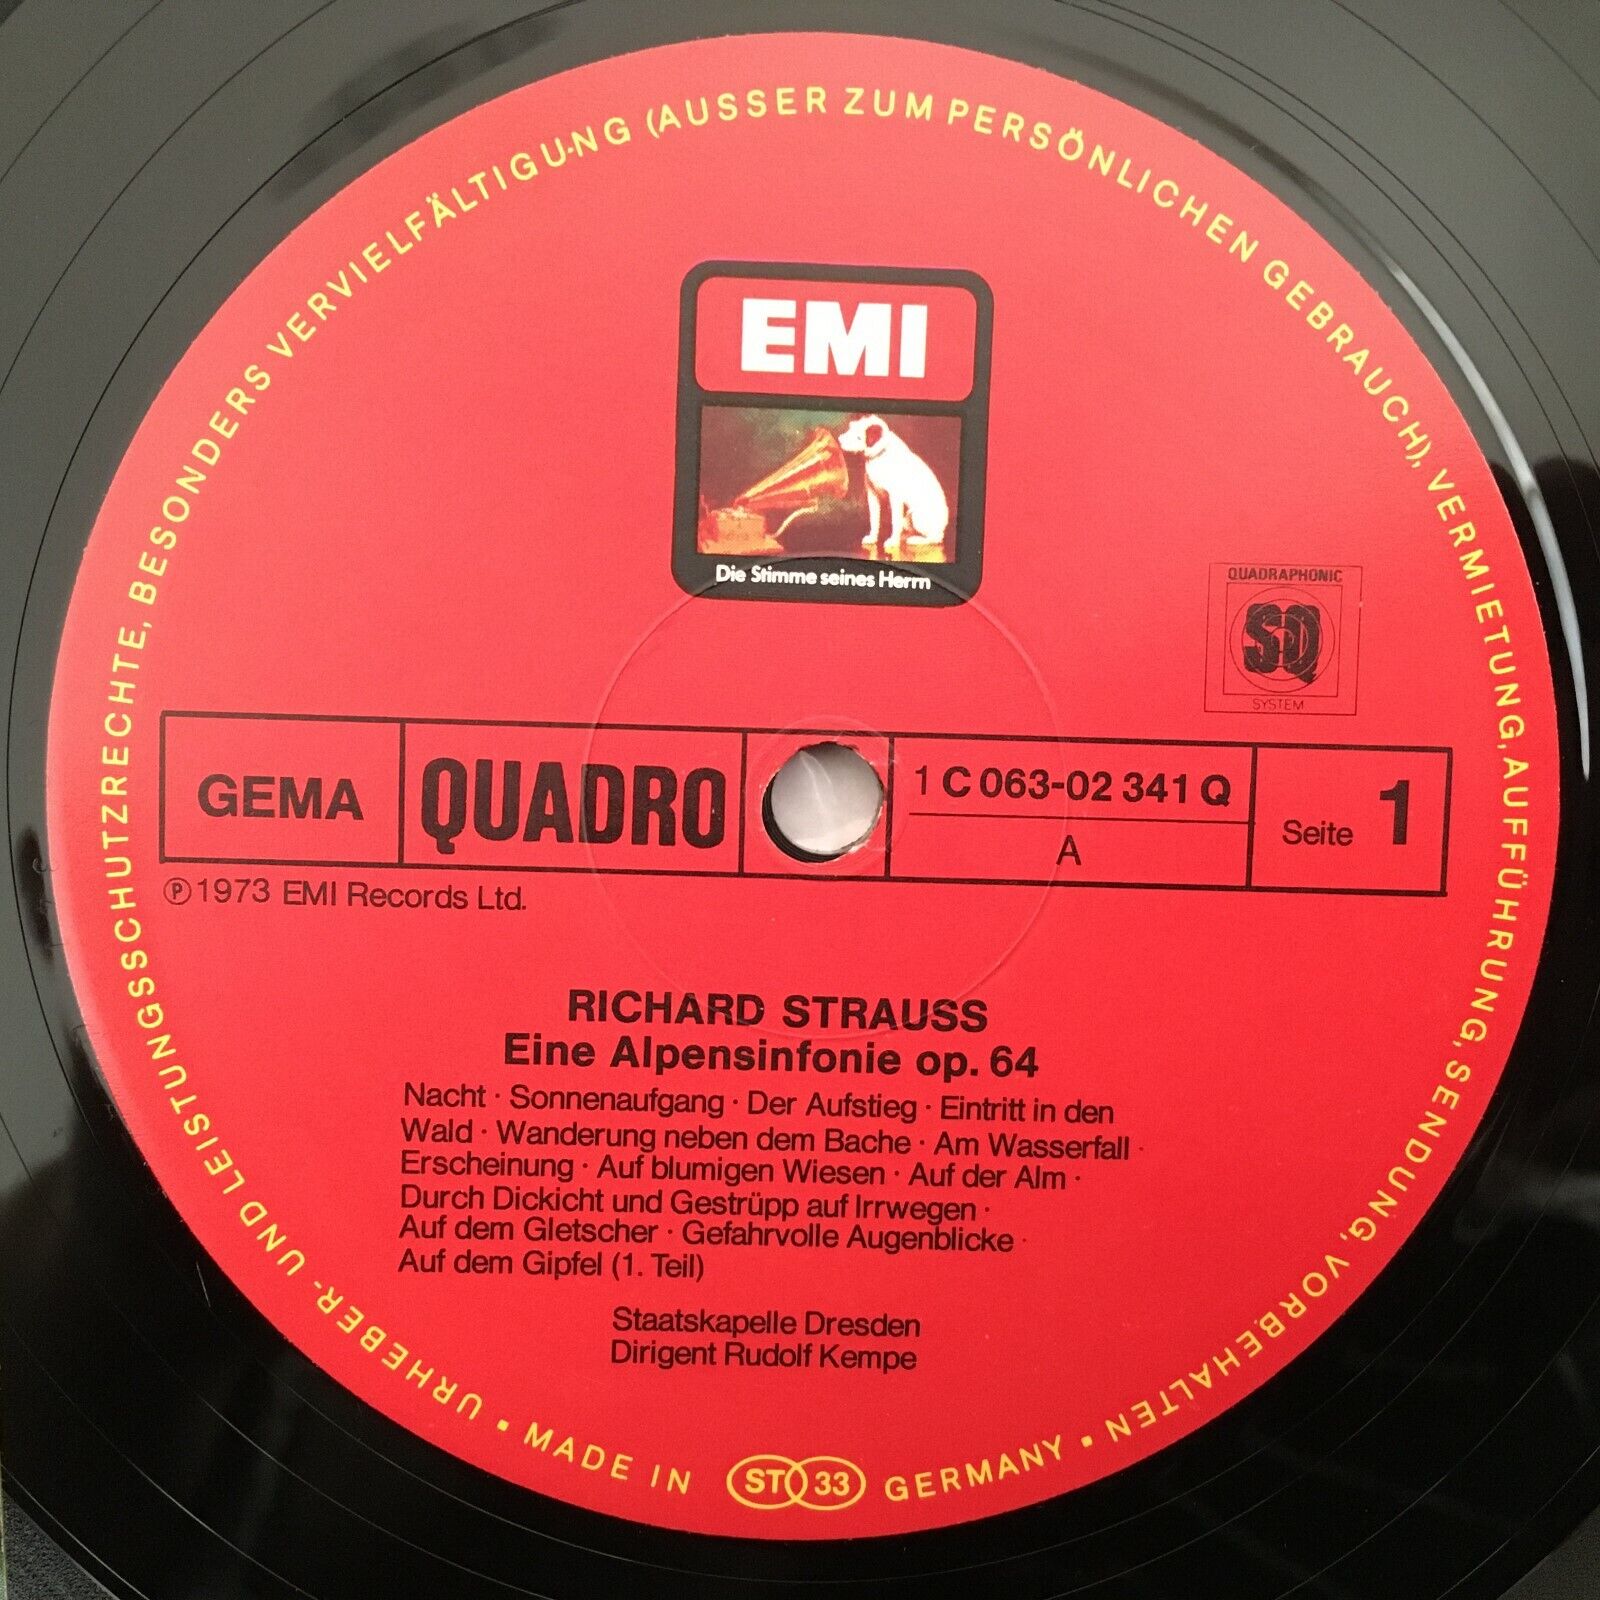 URHEBER- UND LEISTUNGSSCHUTZRECHTE, BESONDERS VERVIELFÄLTIGUNG (AUSSER ZUM PERSÖNLICHEN GEBRAUCH), VERMIETUNG, AUFFÜHRUNG, SENDUNG, VORBEHALTEN
EMI
Die Stimme seines Herrn
QUADRAPHONIC
SQ
SYSTEM
GEMA
QUADRO
1 C 063-02 341 Q
A
Seite 1
℗ 1973 EMI Records Ltd.
RICHARD STRAUSS
Eine Alpensinfonie op. 64
Nacht · Sonnenaufgang · Der Aufstieg · Eintritt in den
Wald · Wanderung neben dem Bache · Am Wasserfall ·
Erscheinung · Auf blumigen Wiesen · Auf der Alm ·
Durch Dickicht und Gestrüpp auf Irrwegen ·
Auf dem Gletscher · Gefahrvolle Augenblicke ·
Auf dem Gipfel (1. Teil)
Staatskapelle Dresden
Dirigent Rudolf Kempe
· MADE IN ST 33 GERMANY ·